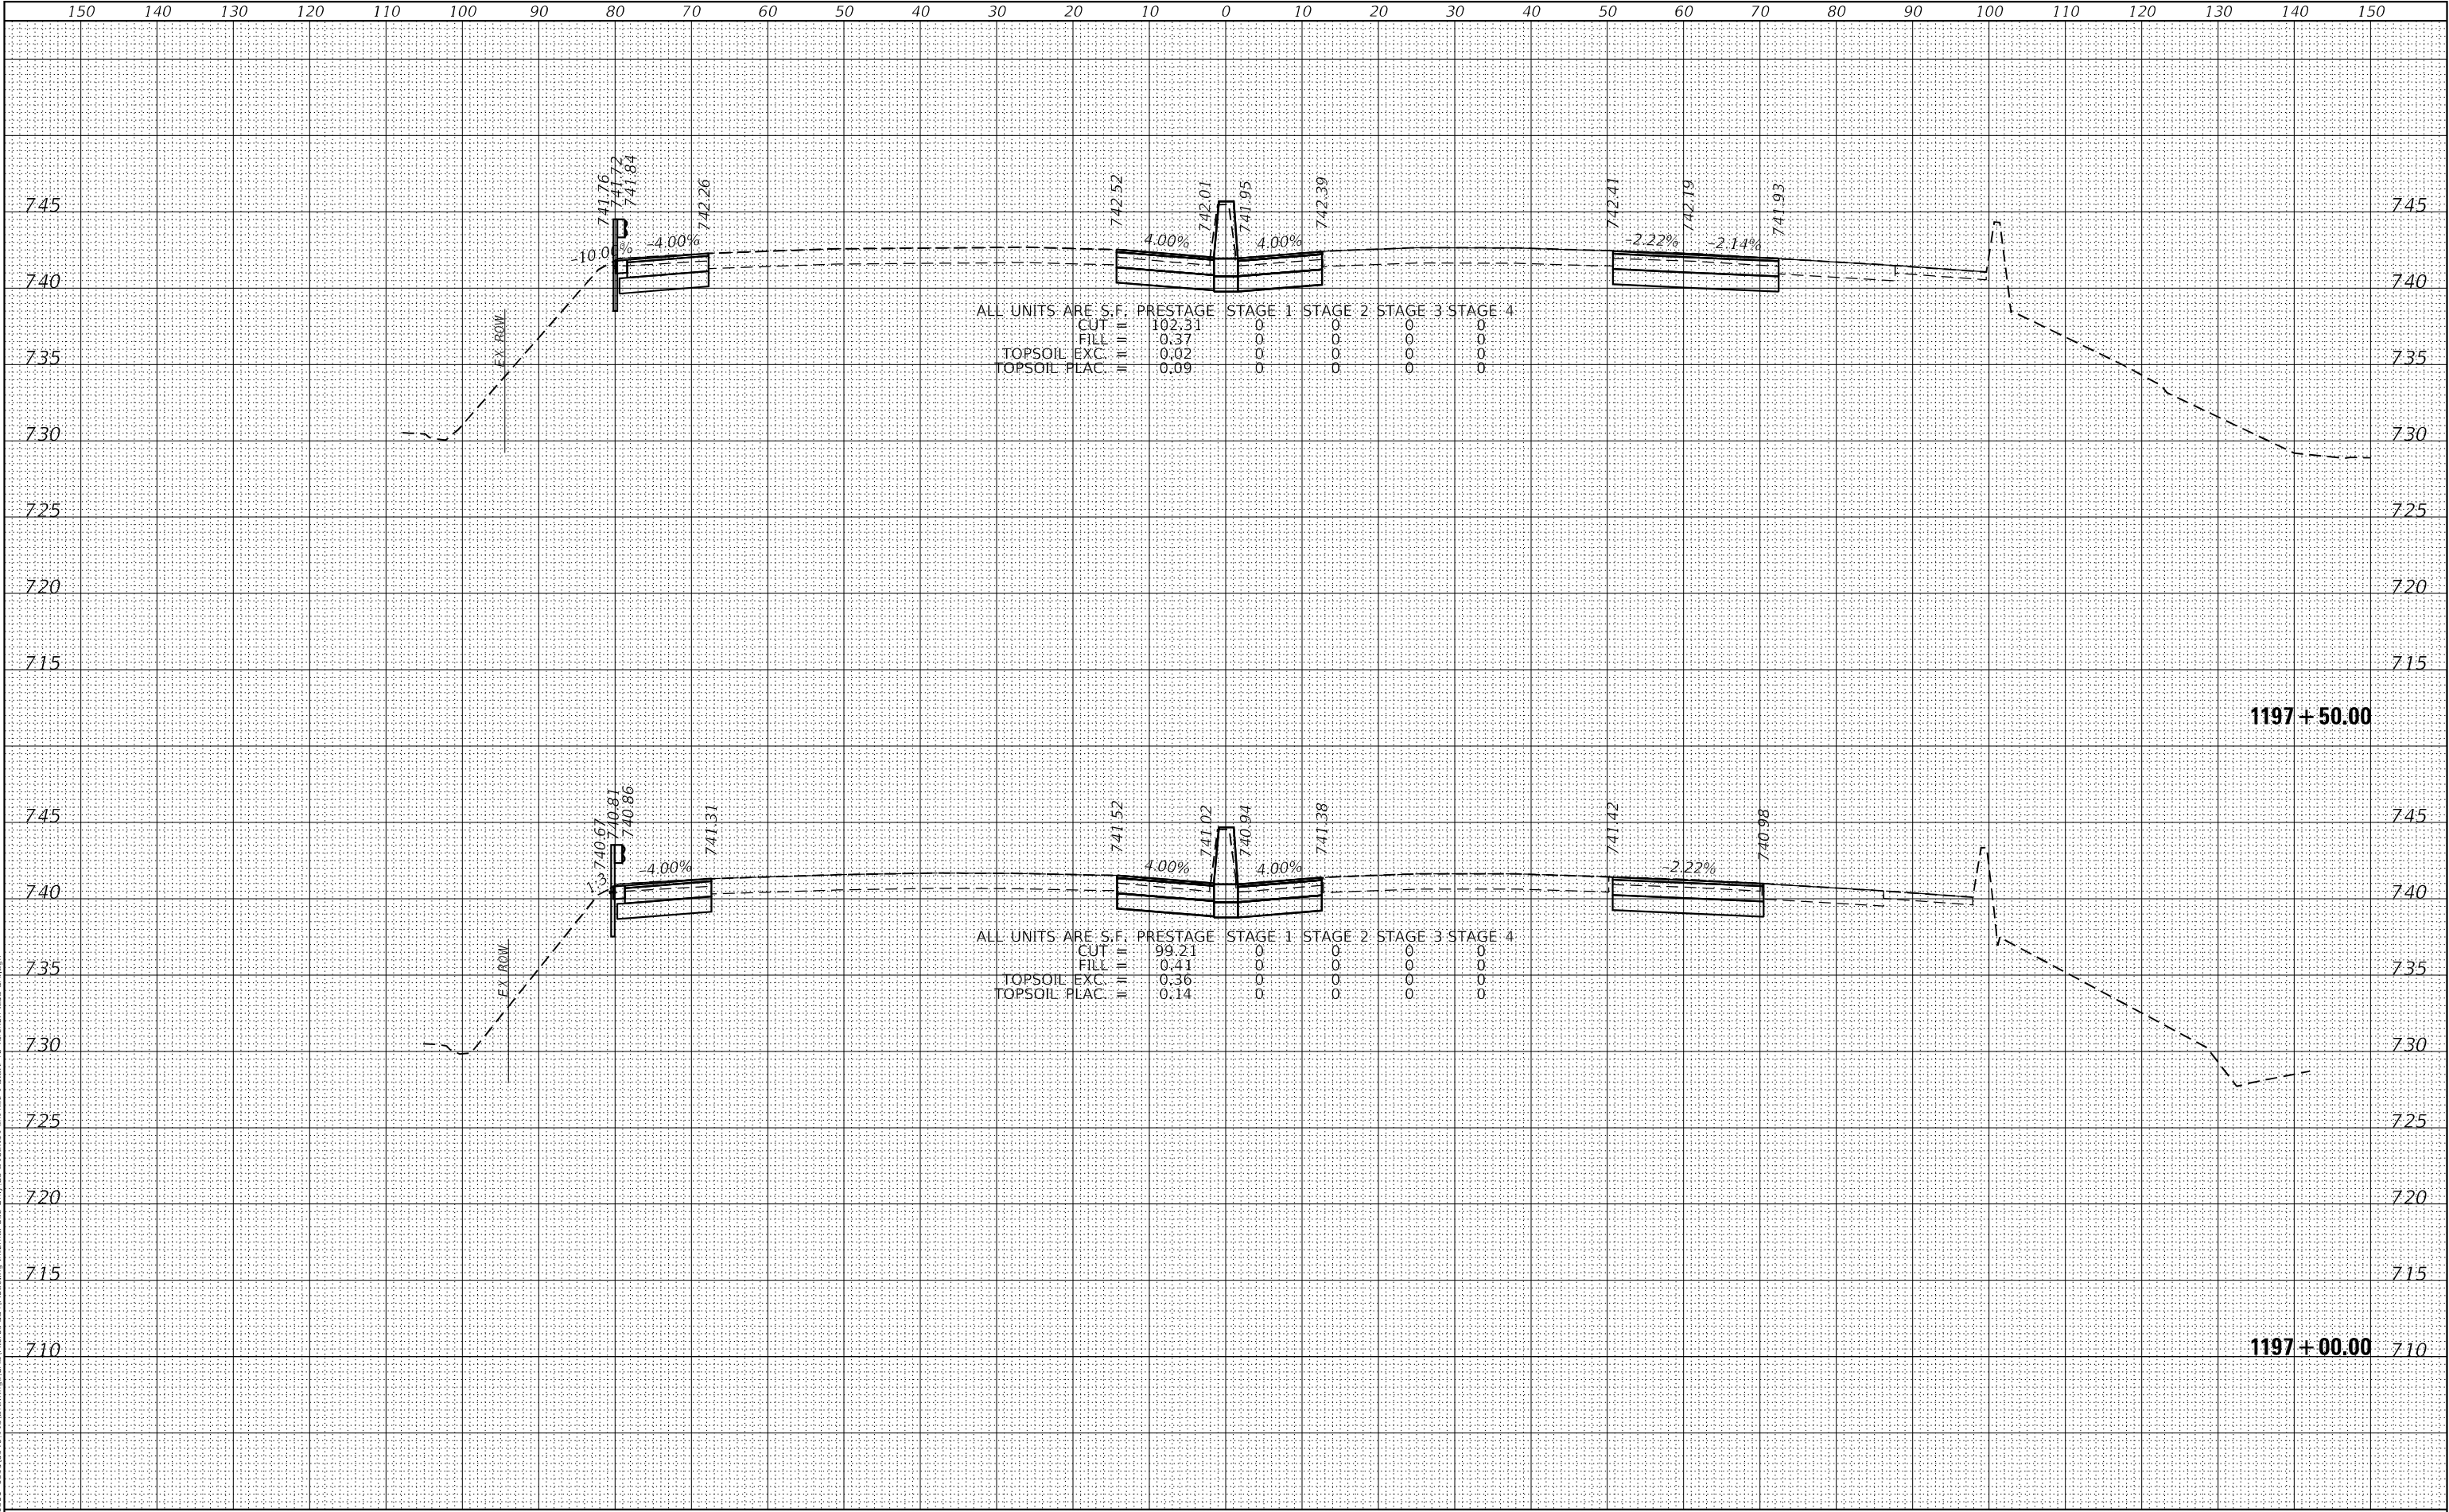 150 140 130 120 110 100 90 80 70 60 50 40 30 20 10 0 10 20 30 40 50 60 70 80 90 100 110 120 130 140 150
741.76 741.72 741.84 742.26 742.52 742.01 741.95 742.39 742.41 742.19 741.93
745 745
-10.00% -4.00% 4.00% 4.00% -2.22% -2.14%
740 740
ALL UNITS ARE S.F. PRESTAGE STAGE 1 STAGE 2 STAGE 3 STAGE 4
CUT = 102.31 0 0 0 0
FILL = 0.37 0 0 0 0
TOPSOIL EXC. = 0.02 0 0 0 0
TOPSOIL PLAC. = 0.09 0 0 0 0
EX ROW
735 735
730 730
725 725
720 720
715 715
1197+50.00
740.67 740.81 740.86 741.31 741.52 741.02 740.94 741.38 741.42 740.98
745 745
1:3 -4.00% 4.00% 4.00% -2.22%
740 740
ALL UNITS ARE S.F. PRESTAGE STAGE 1 STAGE 2 STAGE 3 STAGE 4
CUT = 99.21 0 0 0 0
FILL = 0.41 0 0 0 0
TOPSOIL EXC. = 0.36 0 0 0 0
TOPSOIL PLAC. = 0.14 0 0 0 0
EX ROW
735 735
730 730
725 725
720 720
715 715
710 1197+00.00 710